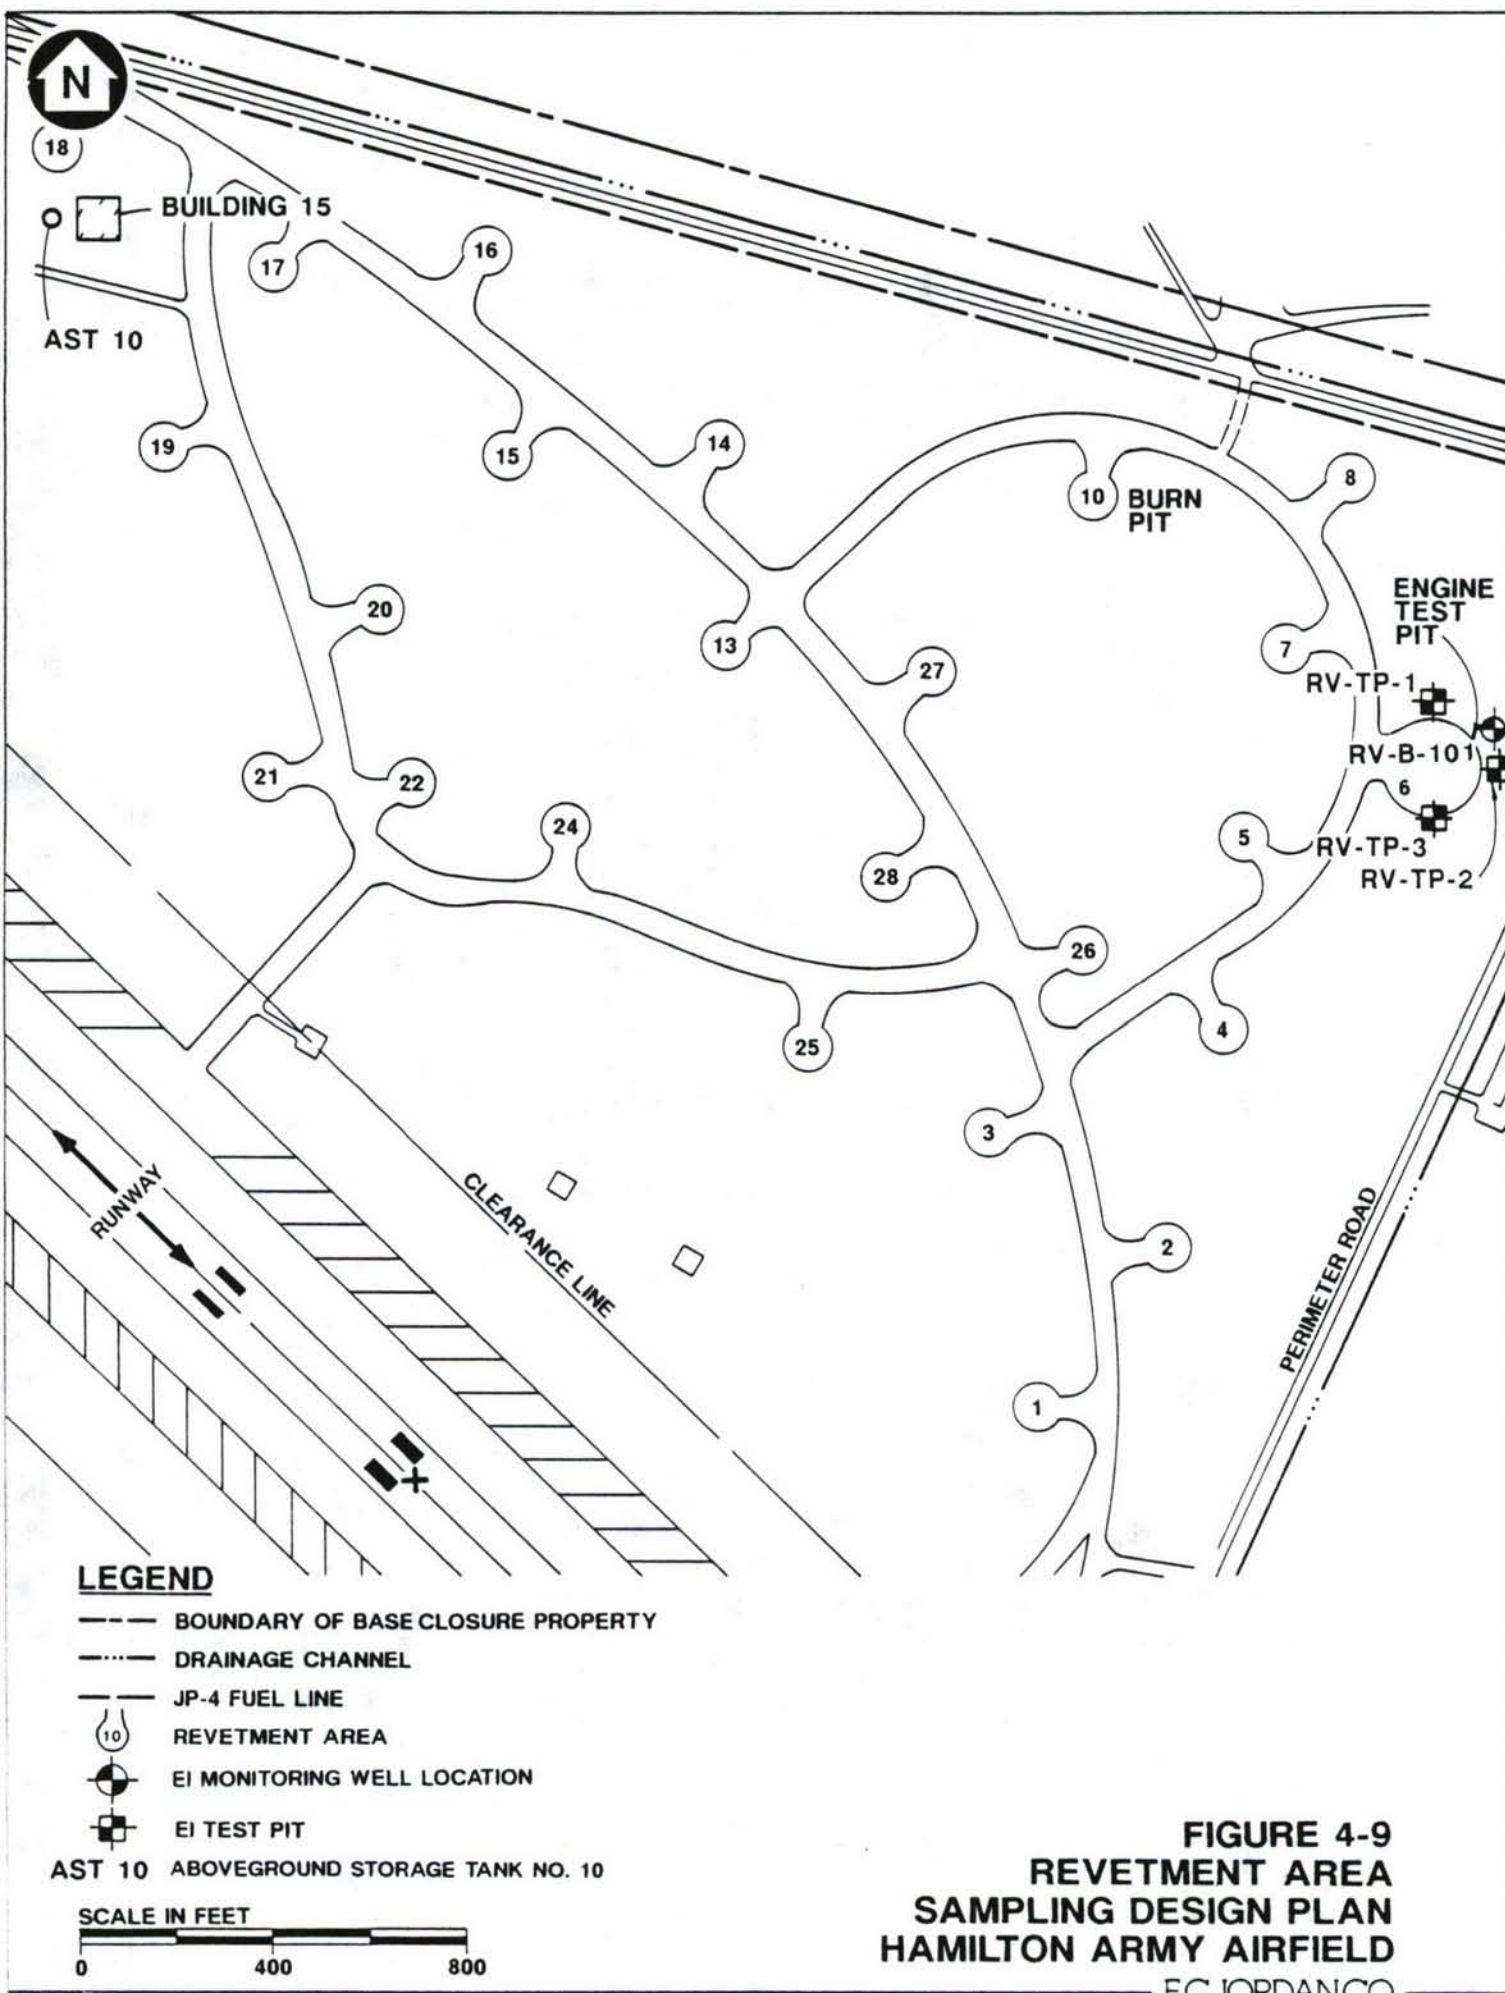 N
18
BUILDING 15
17
16
AST 10
19
15
14
10
BURN
PIT
8
ENGINE
TEST
PIT
20
13
7
27
RV-TP-1
RV-B-101
6
21
22
24
5
RV-TP-3
28
RV-TP-2
26
4
25
3
CLEARANCE LINE
RUNWAY
2
PERIMETER ROAD
1
LEGEND
BOUNDARY OF BASE CLOSURE PROPERTY
DRAINAGE CHANNEL
JP-4 FUEL LINE
10 REVETMENT AREA
EI MONITORING WELL LOCATION
EI TEST PIT
AST 10 ABOVEGROUND STORAGE TANK NO. 10
SCALE IN FEET
0 400 800
FIGURE 4-9
REVETMENT AREA
SAMPLING DESIGN PLAN
HAMILTON ARMY AIRFIELD
E.C. JORDAN CO